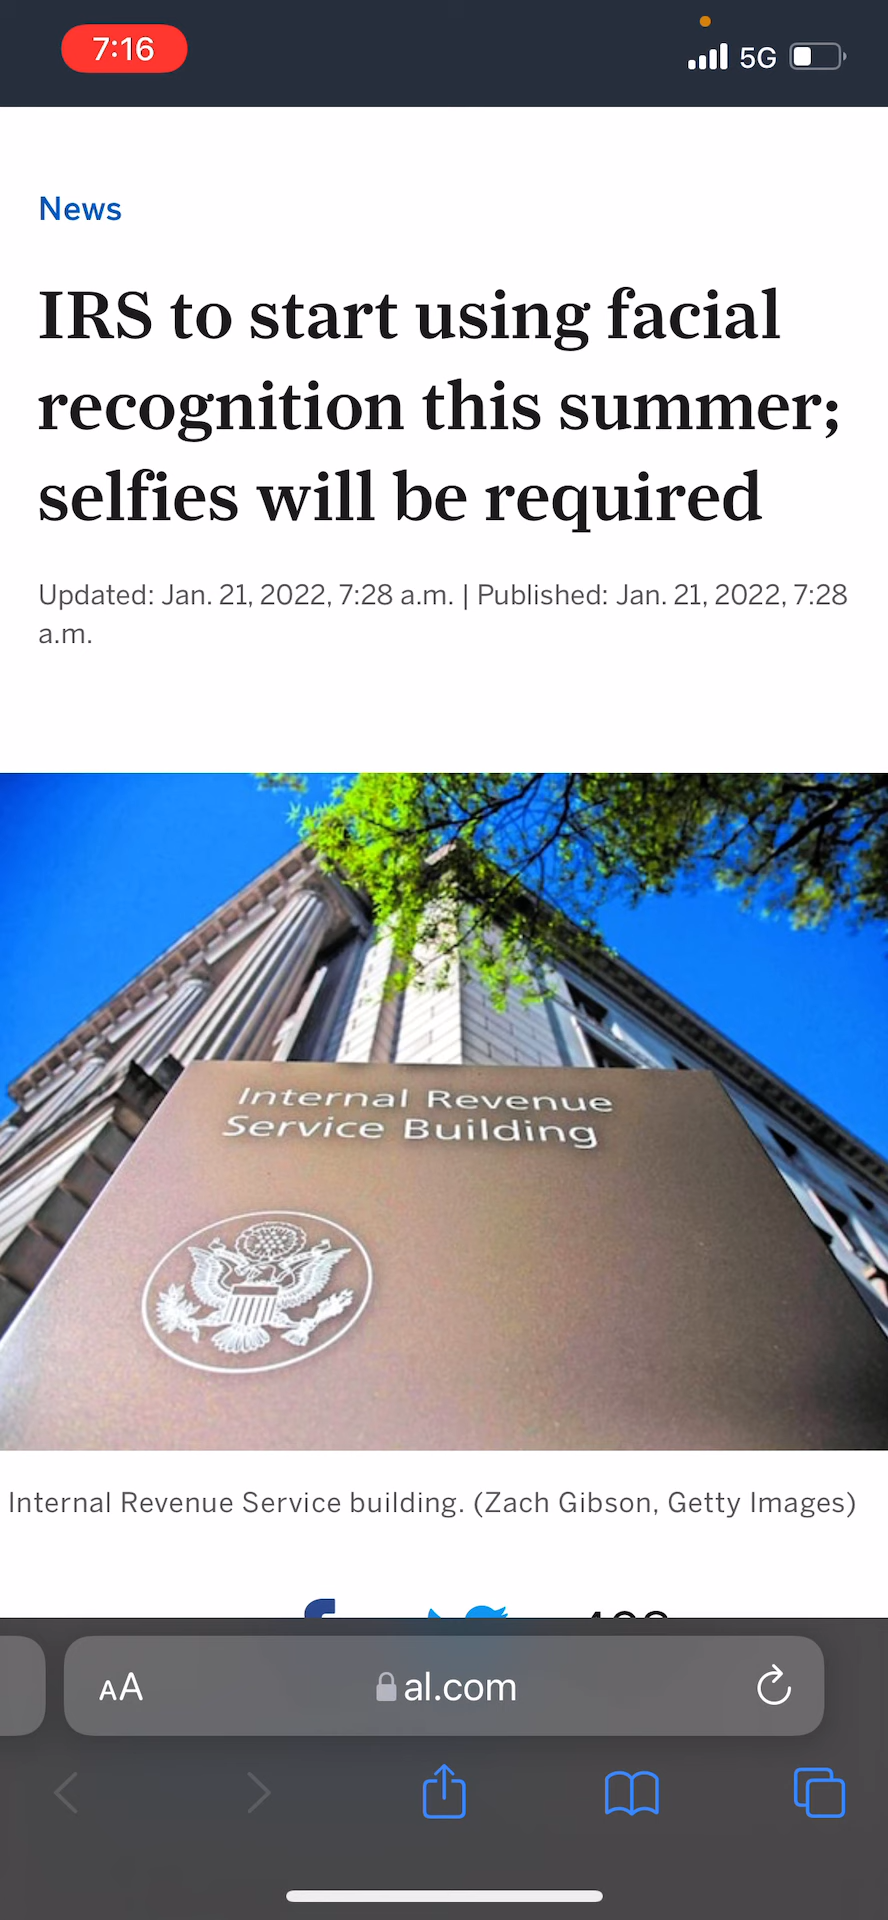 7:16
5G
News
IRS to start using facial
recognition this summer;
selfies will be required
Updated: Jan. 21, 2022, 7:28 a.m. | Published: Jan. 21, 2022, 7:28
a.m.
Internal Revenue
Service Building
Internal Revenue Service building. (Zach Gibson, Getty Images)
AA
al.com